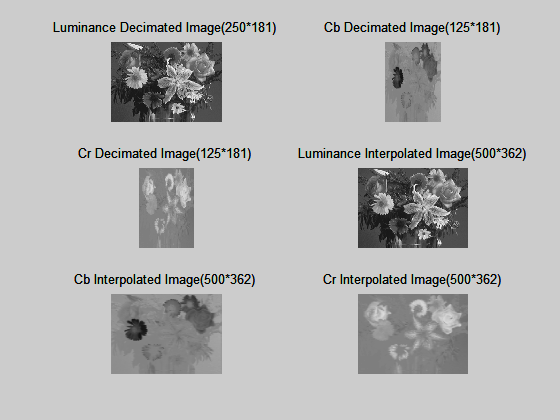 Luminance Decimated Image(250*181)
Cb Decimated Image(125*181)
Cr Decimated Image(125*181)
Luminance Interpolated Image(500*362)
Cb Interpolated Image(500*362)
Cr Interpolated Image(500*362)